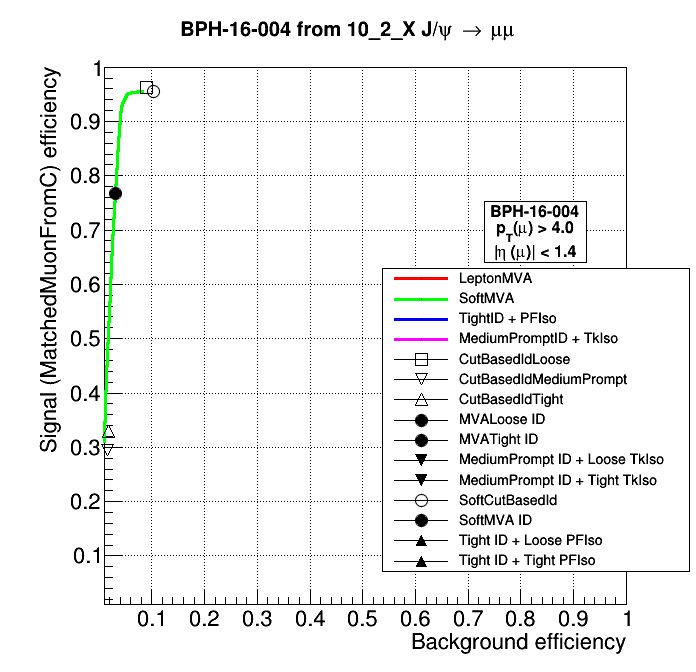 BPH-16-004 from 10_2_X J/ψ → μμ
Signal (MatchedMuonFromC) efficiency
1
0.9
0.8
0.7
0.6
0.5
0.4
0.3
0.2
0.1
BPH-16-004
pT(μ) > 4.0
|η (μ)| < 1.4
LeptonMVA
SoftMVA
TightID + PFIso
MediumPromptID + TkIso
CutBasedIdLoose
CutBasedIdMediumPrompt
CutBasedIdTight
MVALoose ID
MVATight ID
MediumPrompt ID + Loose TkIso
MediumPrompt ID + Tight TkIso
SoftCutBasedId
SoftMVA ID
Tight ID + Loose PFIso
Tight ID + Tight PFIso
0.1 0.2 0.3 0.4 0.5 0.6 0.7 0.8 0.9 1
Background efficiency